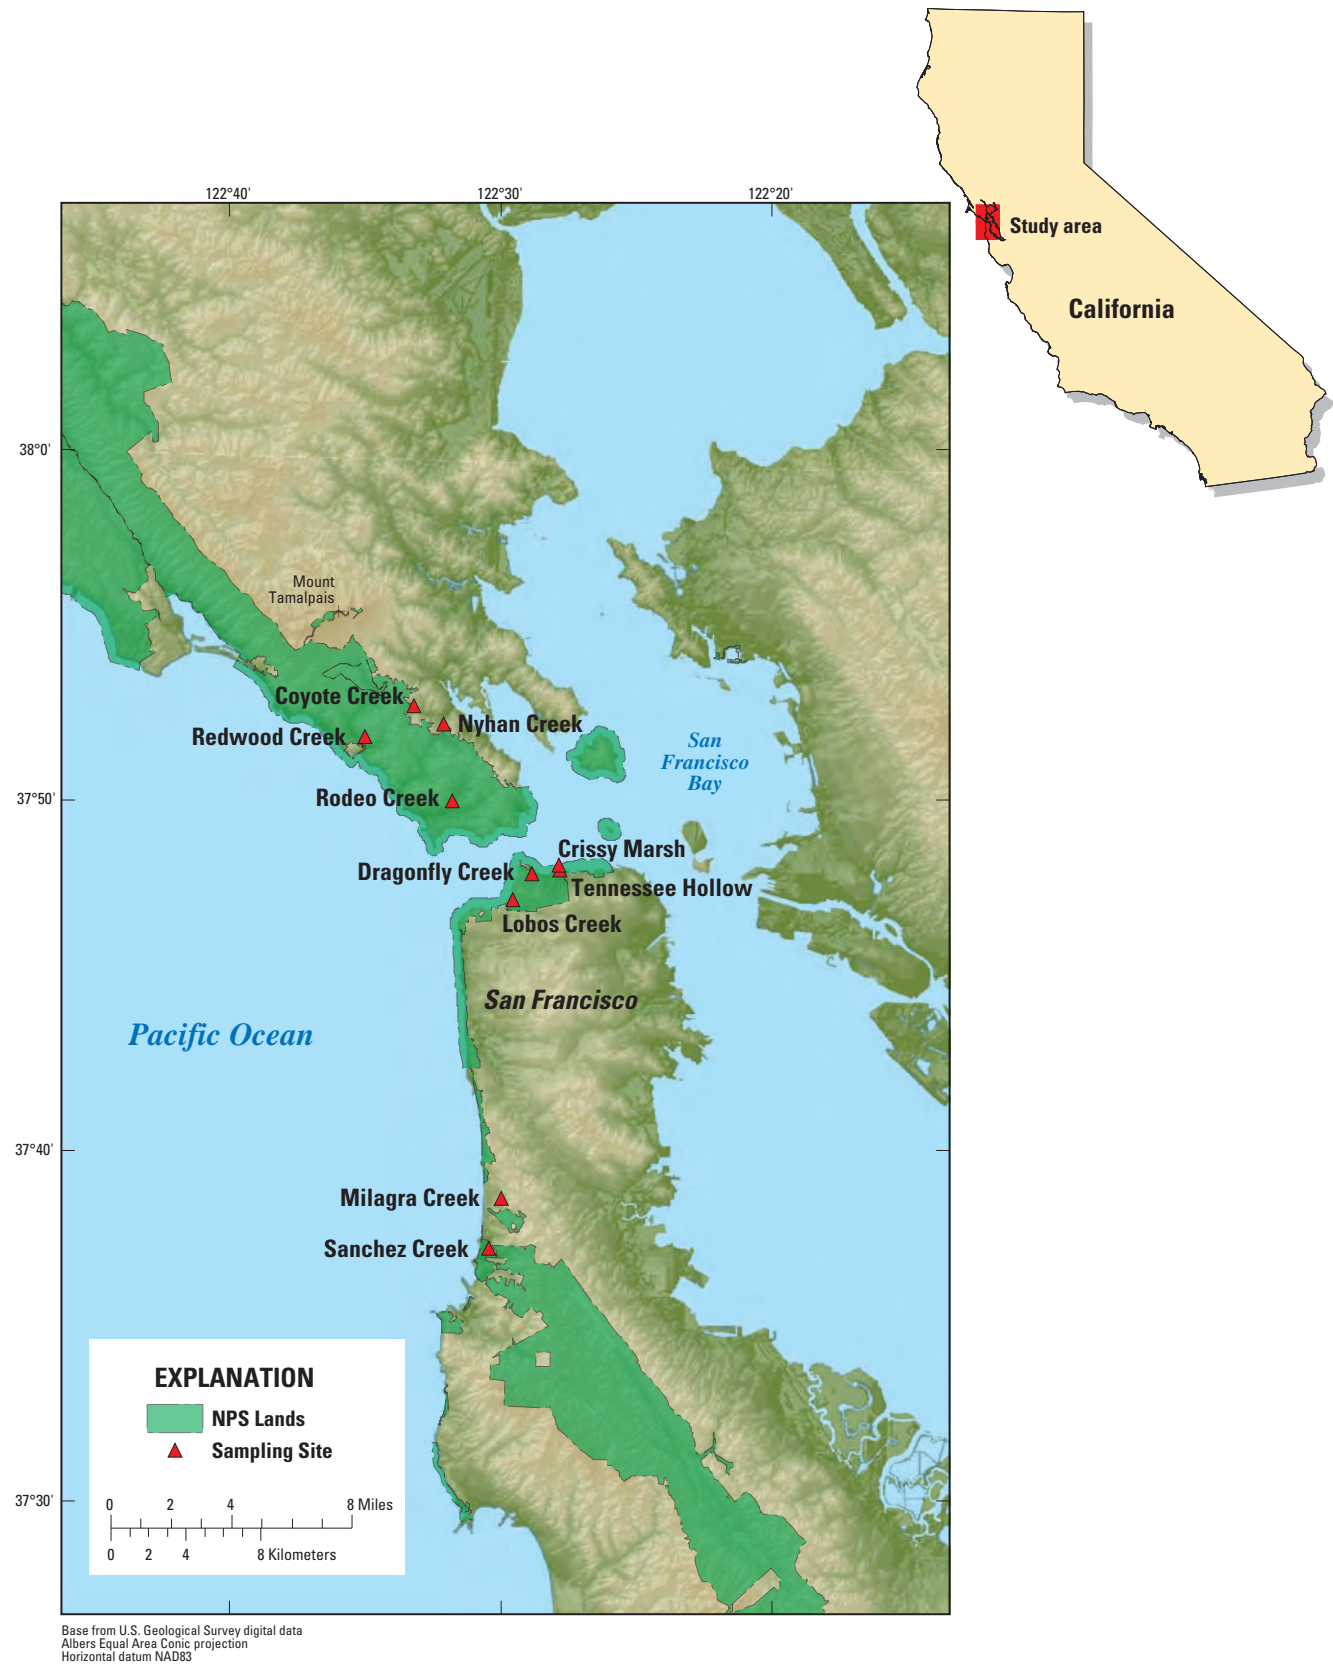 Study area
California
122°40'
122°30'
122°20'
38°0'
37°50'
37°40'
37°30'
Mount
Tamalpais
Coyote Creek
Nyhan Creek
Redwood Creek
San
Francisco
Bay
Rodeo Creek
Crissy Marsh
Dragonfly Creek
Tennessee Hollow
Lobos Creek
San Francisco
Pacific Ocean
Milagra Creek
Sanchez Creek
EXPLANATION
NPS Lands
Sampling Site
0 2 4 8 Miles
0 2 4 8 Kilometers
Base from U.S. Geological Survey digital data
Albers Equal Area Conic projection
Horizontal datum NAD83